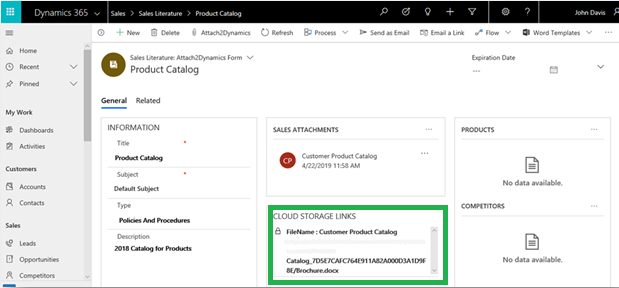 Dynamics 365 Sales > Sales Literature > Product Catalog John Davis
+ New Delete Attach2Dynamics Refresh Process Send as Email Email a Link Flow Word Templates ...
Home
Recent
Pinned
My Work
Dashboards
Activities
Customers
Accounts
Contacts
Sales
Leads
Opportunities
Competitors
Sales Literature: Attach2Dynamics Form
Product Catalog
Expiration Date
---
General Related
INFORMATION
Title *
Product Catalog
Subject *
Default Subject
Type
Policies And Procedures
Description
2018 Catalog for Products
SALES ATTACHMENTS ...
CP
Customer Product Catalog ...
4/22/2019 11:58 AM
CLOUD STORAGE LINKS
FileName : Customer Product Catalog
Catalog_7D5E7CAFC764E911A82A000D3A1D9F
8E/Brochure.docx
PRODUCTS ...
No data available.
COMPETITORS ...
No data available.